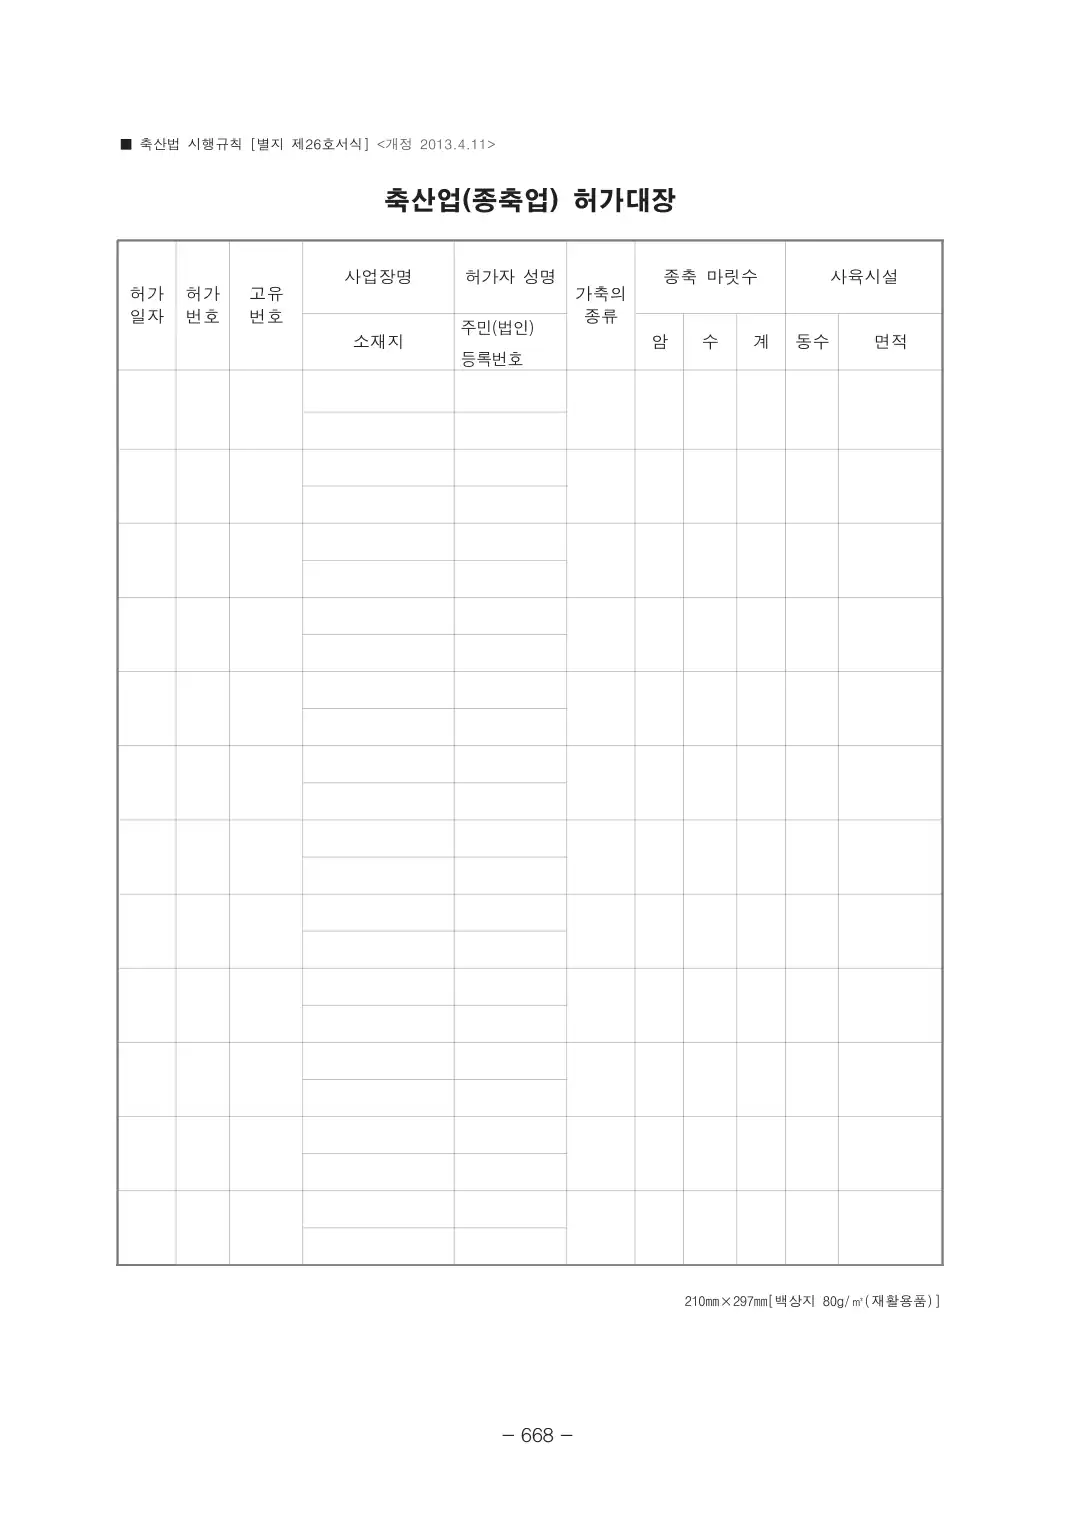 ■ 축산법 시행규칙 [별지 제26호서식] <개정 2013.4.11>
축산업(종축업) 허가대장
허가
일자
허가
번호
고유
번호
사업장명
소재지
허가자 성명
주민(법인)
등록번호
가축의
종류
종축 마릿수
암 수 계
사육시설
동수 면적
210㎜×297㎜[백상지 80g/㎡(재활용품)]
- 668 -